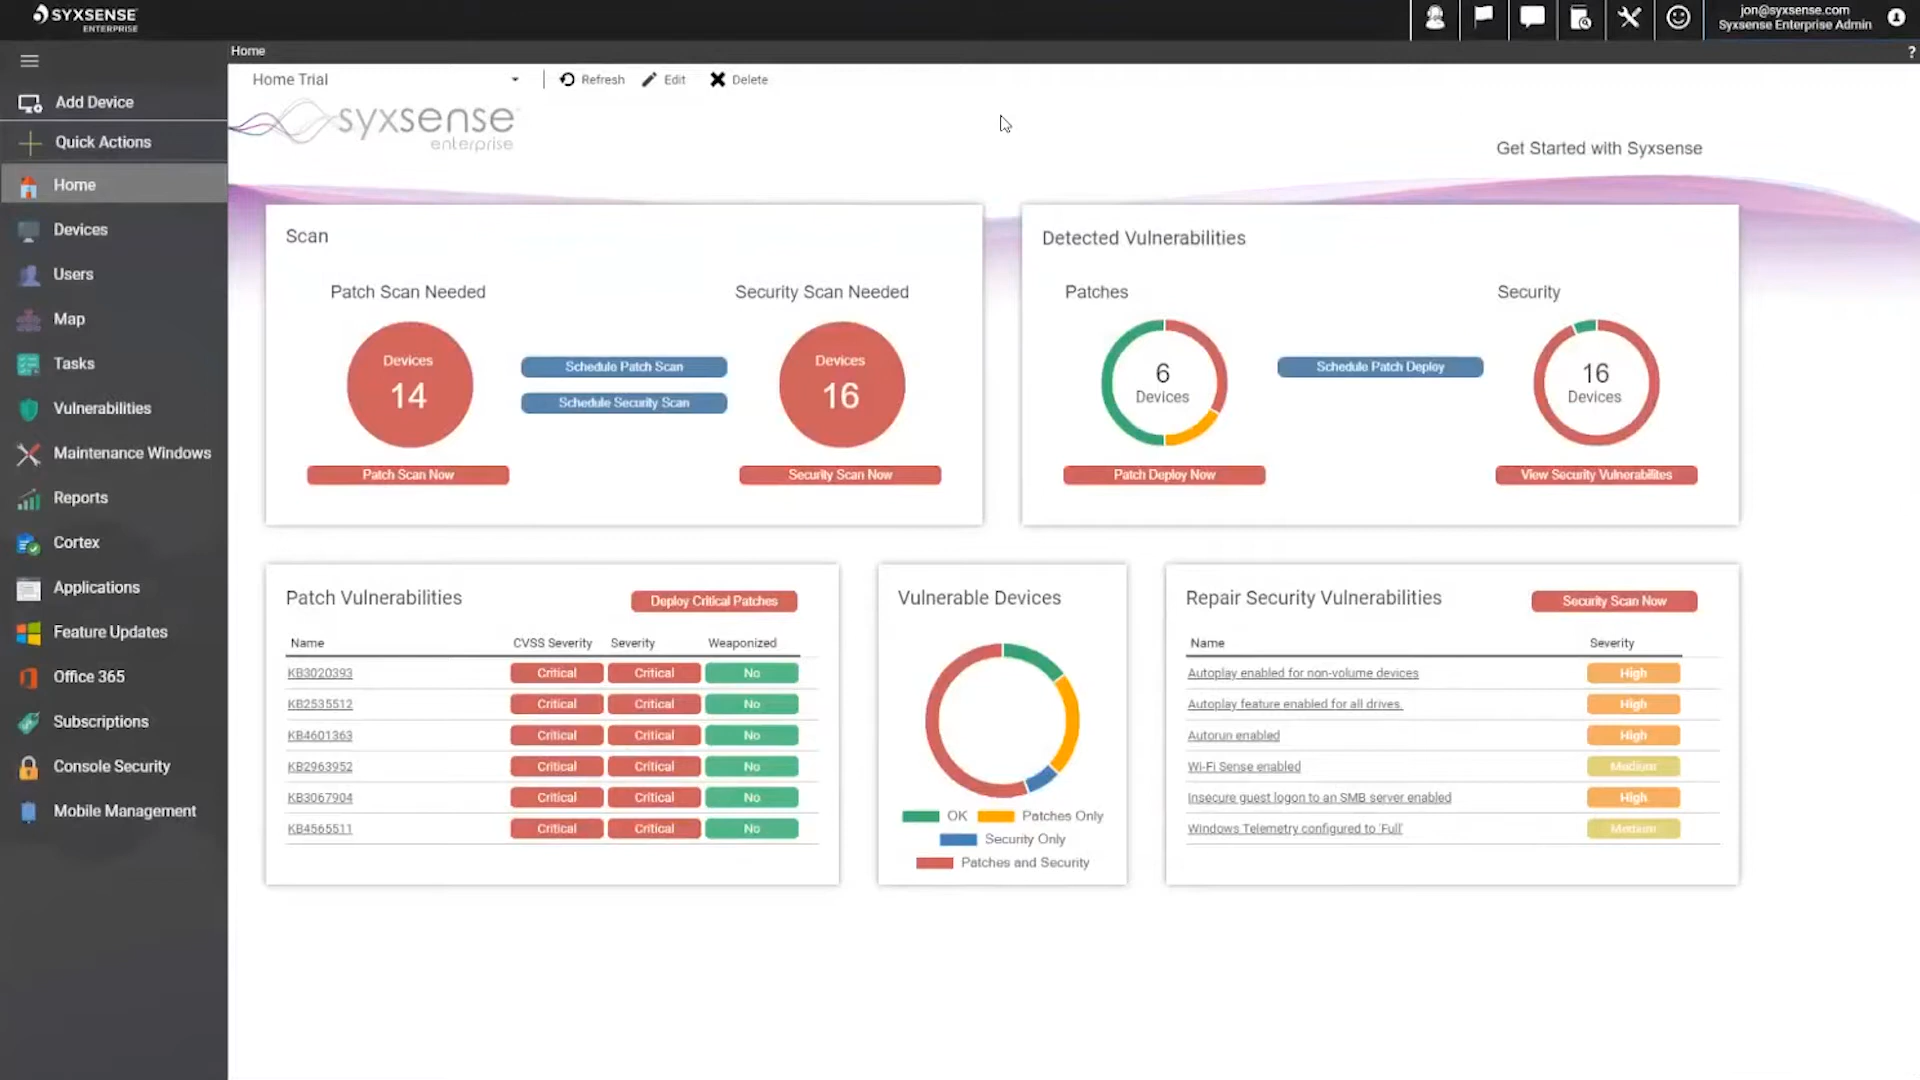 SYXSENSE
ENTERPRISE
jon@syxsense.com
Syxsense Enterprise Admin
Home
?
Add Device
Quick Actions
Home
Devices
Users
Map
Tasks
Vulnerabilities
Maintenance Windows
Reports
Cortex
Applications
Feature Updates
Office 365
Subscriptions
Console Security
Mobile Management
Home Trial
Refresh
Edit
Delete
syxsense
enterprise
Get Started with Syxsense
Scan
Patch Scan Needed
Security Scan Needed
Devices
14
Schedule Patch Scan
Schedule Security Scan
Devices
16
Patch Scan Now
Security Scan Now
Detected Vulnerabilities
Patches
Security
6
Devices
Schedule Patch Deploy
16
Devices
Patch Deploy Now
View Security Vulnerabilites
Patch Vulnerabilities
Deploy Critical Patches
Name CVSS Severity Severity Weaponized
KB3020393 Critical Critical No
KB2535512 Critical Critical No
KB4601363 Critical Critical No
KB2963952 Critical Critical No
KB3067904 Critical Critical No
KB4565511 Critical Critical No
Vulnerable Devices
OK Patches Only
Security Only
Patches and Security
Repair Security Vulnerabilities
Security Scan Now
Name Severity
Autoplay enabled for non-volume devices High
Autoplay feature enabled for all drives. High
Autorun enabled High
Wi-Fi Sense enabled Medium
Insecure guest logon to an SMB server enabled High
Windows Telemetry configured to 'Full' Medium